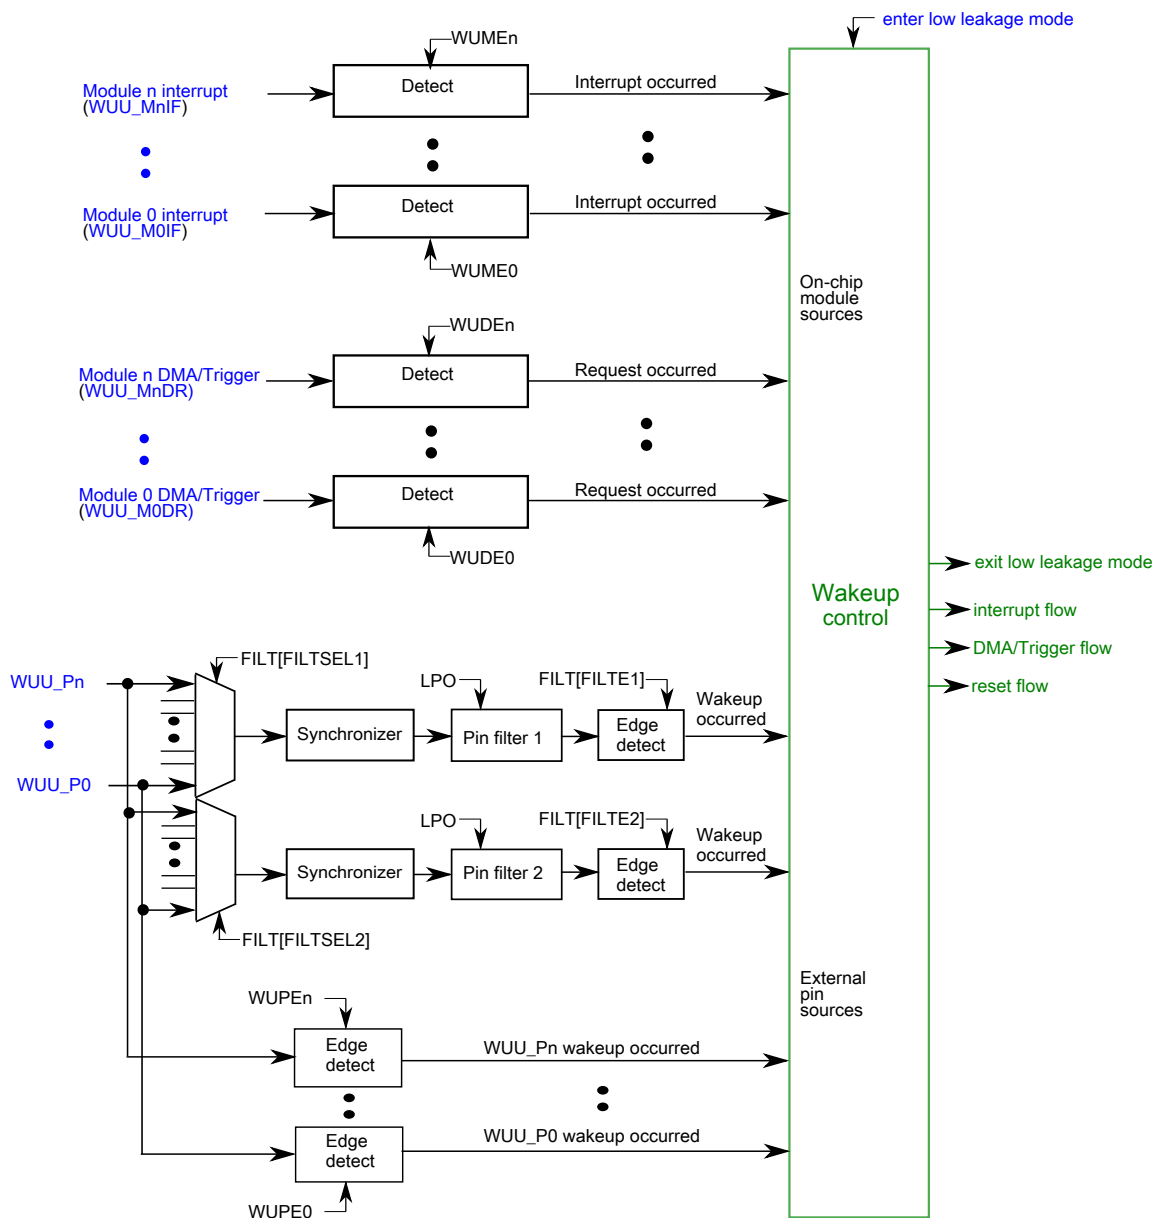 enter low leakage mode
WUMEn
Detect
Interrupt occurred
Module n interrupt
(WUU_MnIF)
Module 0 interrupt
(WUU_M0IF)
Detect
Interrupt occurred
WUME0
On-chip
module
sources
WUDEn
Detect
Request occurred
Module n DMA/Trigger
(WUU_MnDR)
Module 0 DMA/Trigger
(WUU_M0DR)
Detect
Request occurred
WUDE0
exit low leakage mode
Wakeup
control
interrupt flow
DMA/Trigger flow
reset flow
WUU_Pn
FILT[FILTSEL1]
LPO
FILT[FILTE1]
Wakeup
occurred
Synchronizer
Pin filter 1
Edge
detect
WUU_P0
LPO
FILT[FILTE2]
Wakeup
occurred
Synchronizer
Pin filter 2
Edge
detect
FILT[FILTSEL2]
External
pin
sources
WUPEn
Edge
detect
WUU_Pn wakeup occurred
Edge
detect
WUU_P0 wakeup occurred
WUPE0